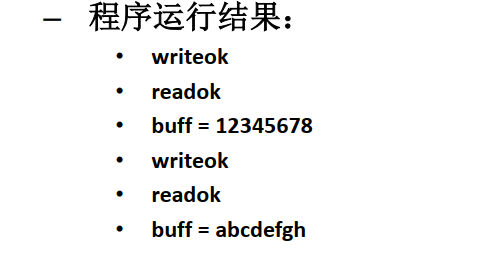 – 程序运行结果：
• writeok
• readok
• buff = 12345678
• writeok
• readok
• buff = abcdefgh